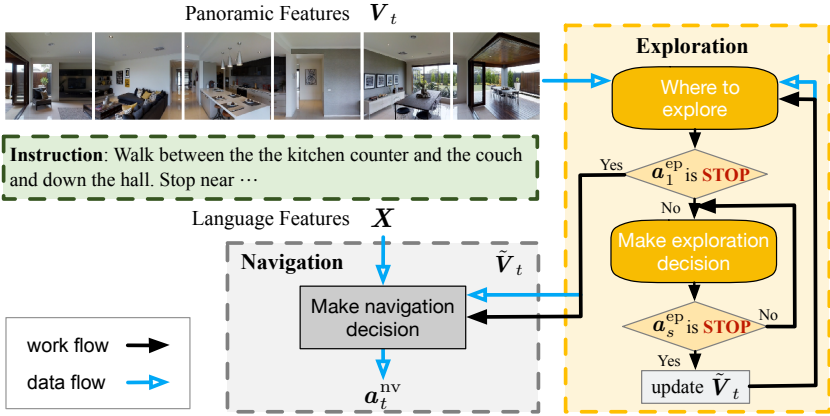 Panoramic Features V_t
Instruction: Walk between the the kitchen counter and the couch
and down the hall. Stop near ⋯
Language Features X
Exploration
Where to
explore
Yes
a_1^ep is STOP
No
Make exploration
decision
a_s^ep is STOP
No
Yes
update Ṽ_t
Navigation
Ṽ_t
Make navigation
decision
a_t^nv
work flow
data flow